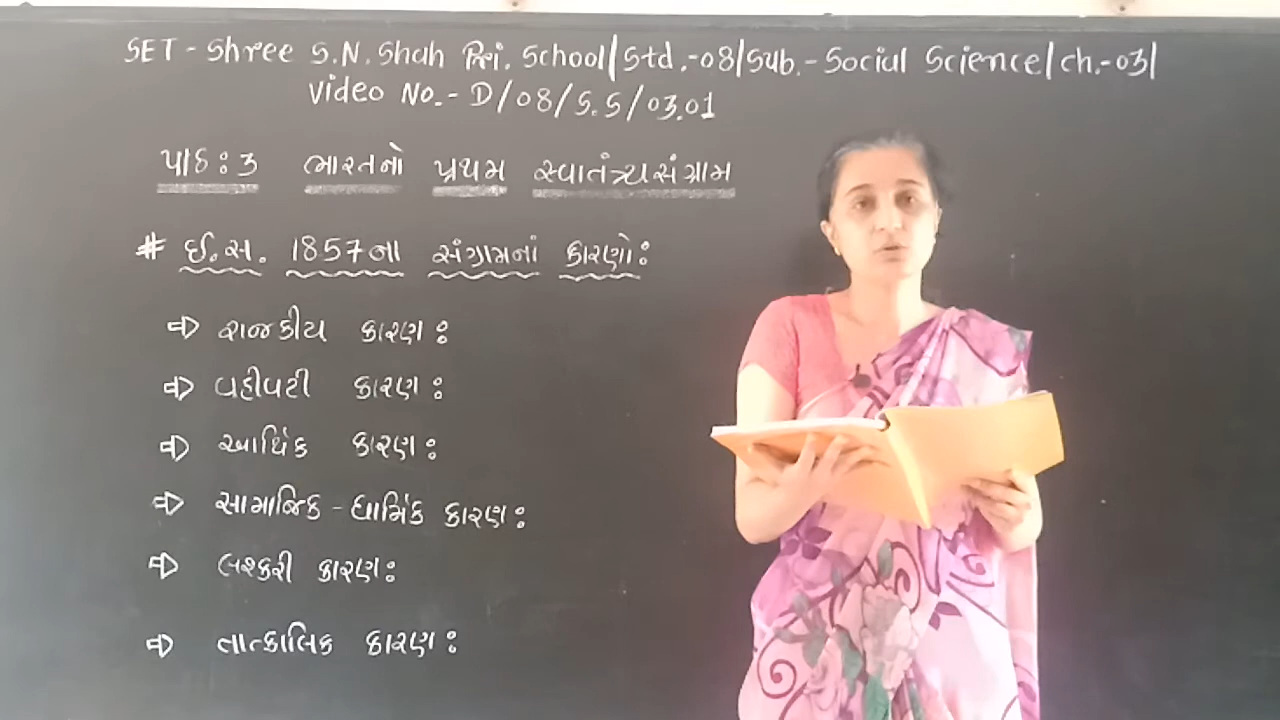 SET - Shree S.N. Shah Pri. School/Std.-08/Sub.- Social Science/ch.-03/
Video No.- D/08/S.S/03.01
પાઠ : 3 ભારતનો પ્રથમ સ્વાતંત્ર્યસંગ્રામ
# ઈ.સ. 1857ના સંગ્રામનાં કારણો :
⇨ રાજકીય કારણ :
⇨ વહીવટી કારણ :
⇨ આર્થિક કારણ :
⇨ સામાજિક - ધાર્મિક કારણ :
⇨ લશ્કરી કારણ :
⇨ તાત્કાલિક કારણ :